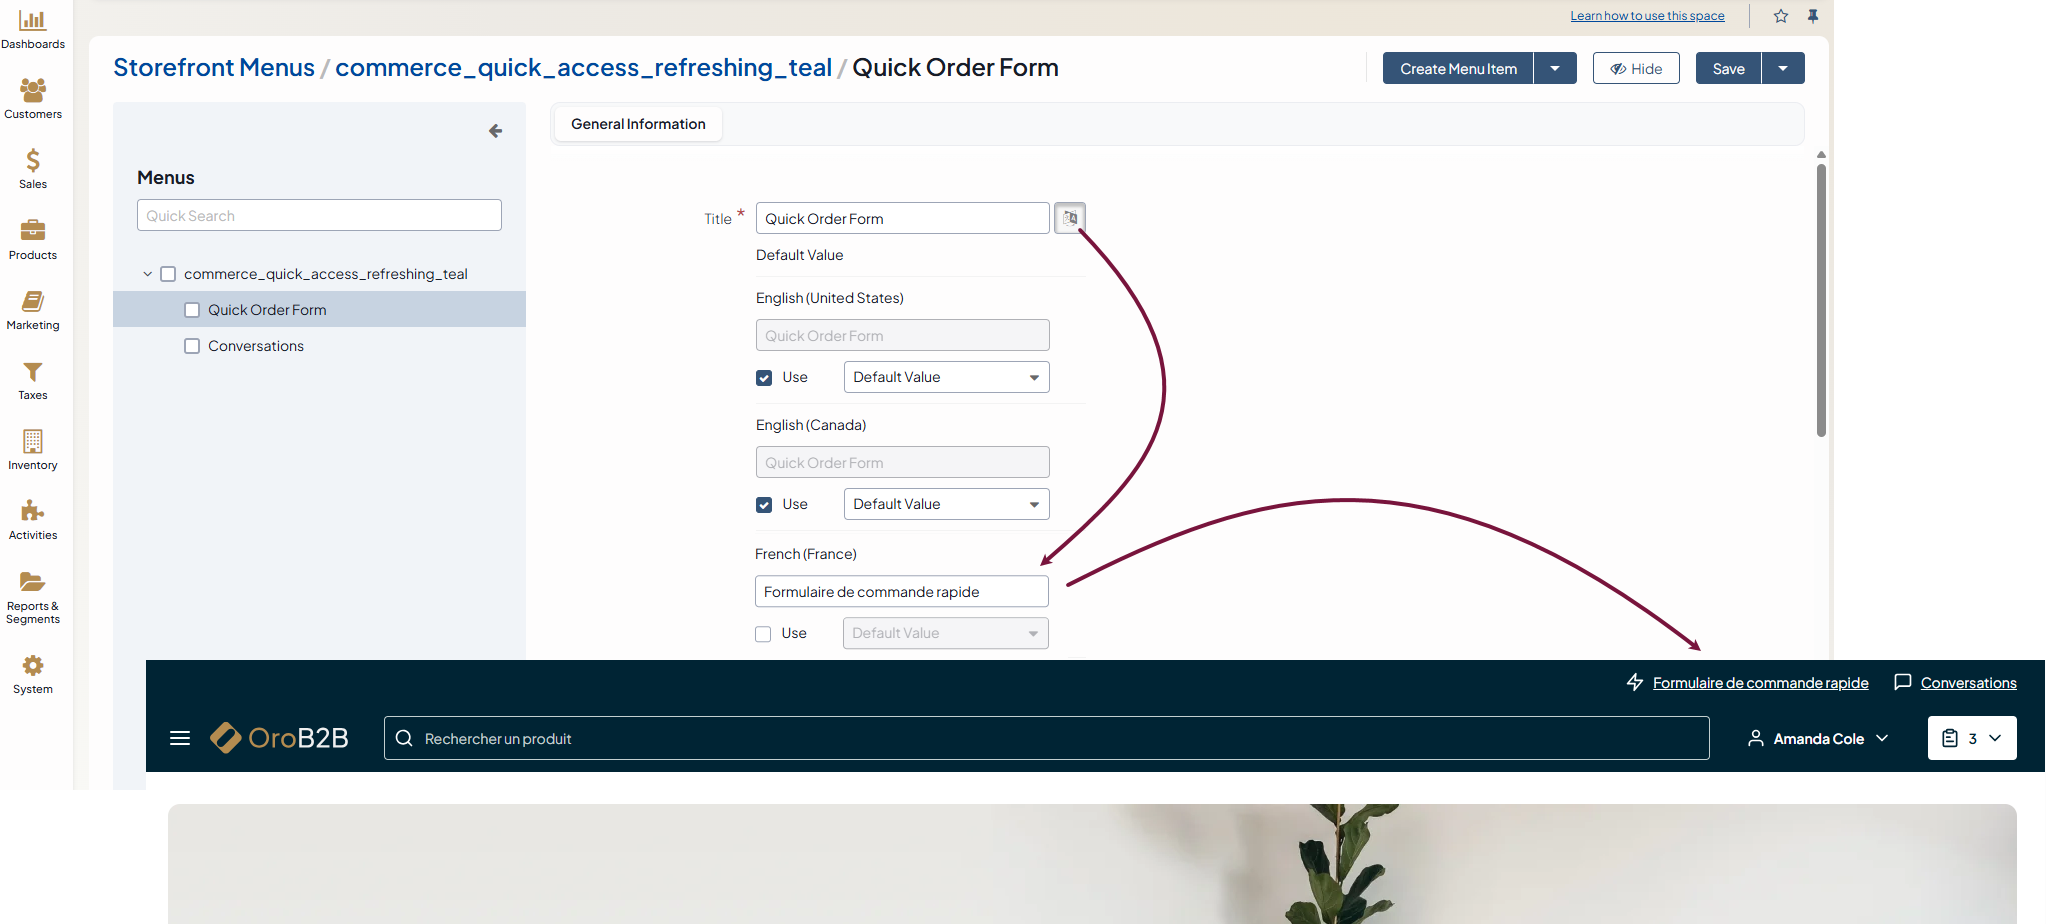 Learn how to use this space
Dashboards
Customers
Sales
Products
Marketing
Taxes
Inventory
Activities
Reports &
Segments
System
Storefront Menus / commerce_quick_access_refreshing_teal / Quick Order Form
Create Menu Item
Hide
Save
Menus
Quick Search
commerce_quick_access_refreshing_teal
Quick Order Form
Conversations
General Information
Title * Quick Order Form
Default Value
English (United States)
Quick Order Form
Use Default Value
English (Canada)
Quick Order Form
Use Default Value
French (France)
Formulaire de commande rapide
Use Default Value
Formulaire de commande rapide Conversations
OroB2B Rechercher un produit Amanda Cole 3